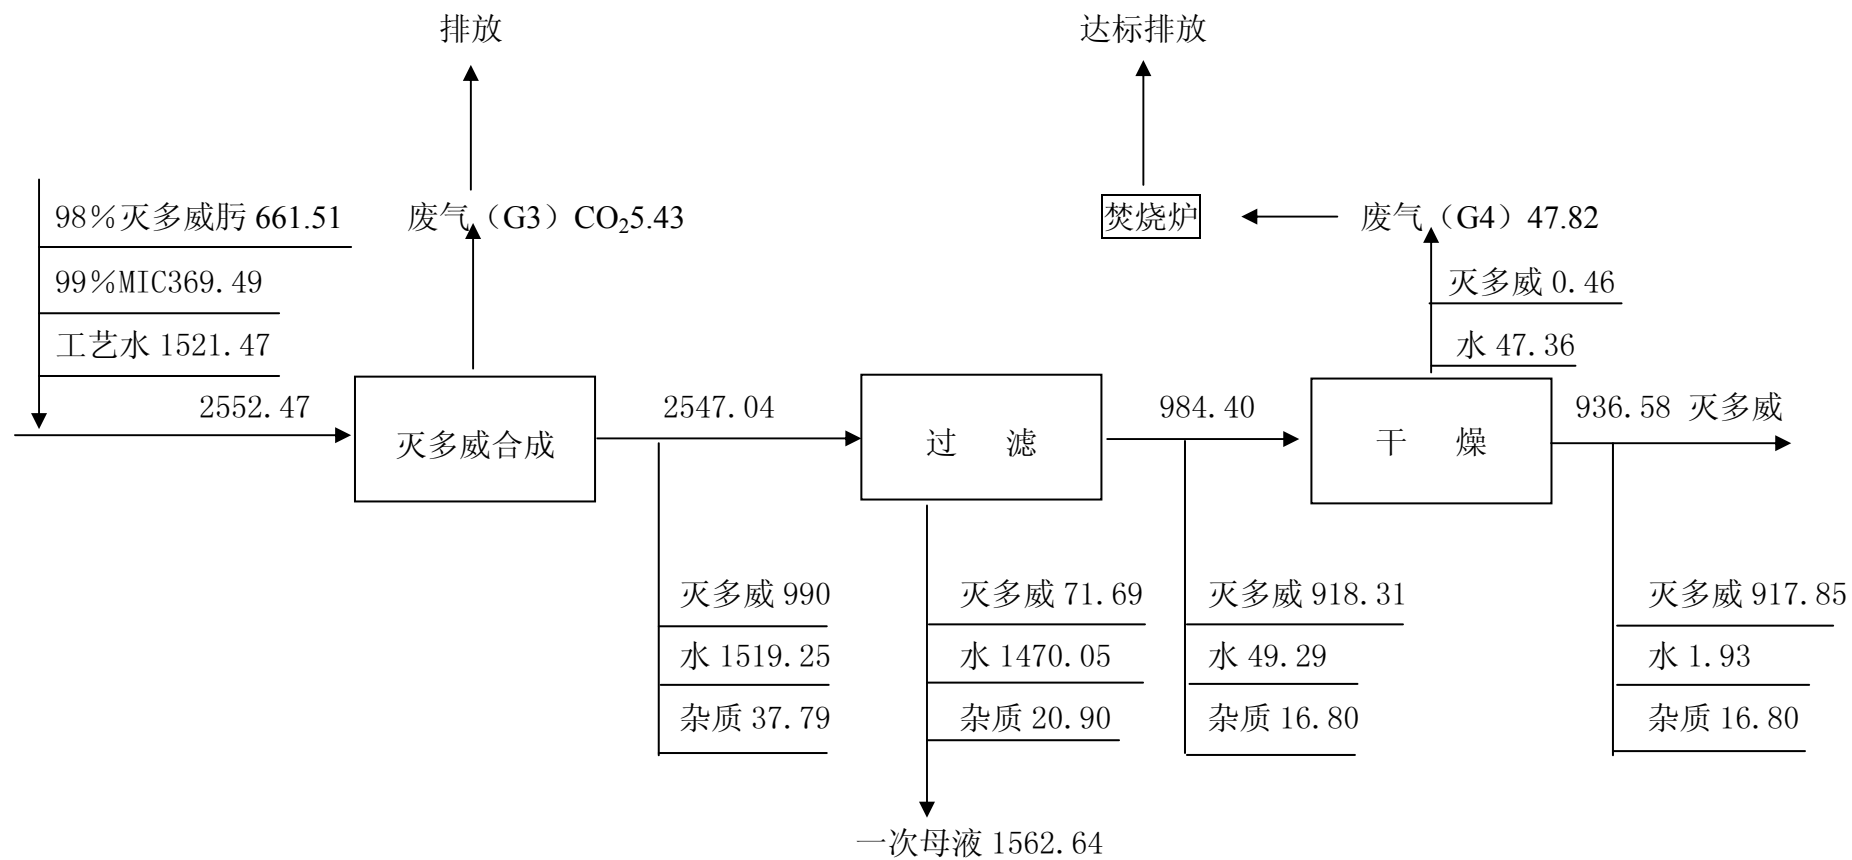 排放
达标排放
98%灭多威肟 661.51
废气（G3）CO₂5.43
焚烧炉
废气（G4）47.82
99%MIC369.49
灭多威 0.46
工艺水 1521.47
水 47.36
2552.47
2547.04
984.40
936.58 灭多威
灭多威合成
过 滤
干 燥
灭多威 990
灭多威 71.69
灭多威 918.31
灭多威 917.85
水 1519.25
水 1470.05
水 49.29
水 1.93
杂质 37.79
杂质 20.90
杂质 16.80
杂质 16.80
一次母液 1562.64